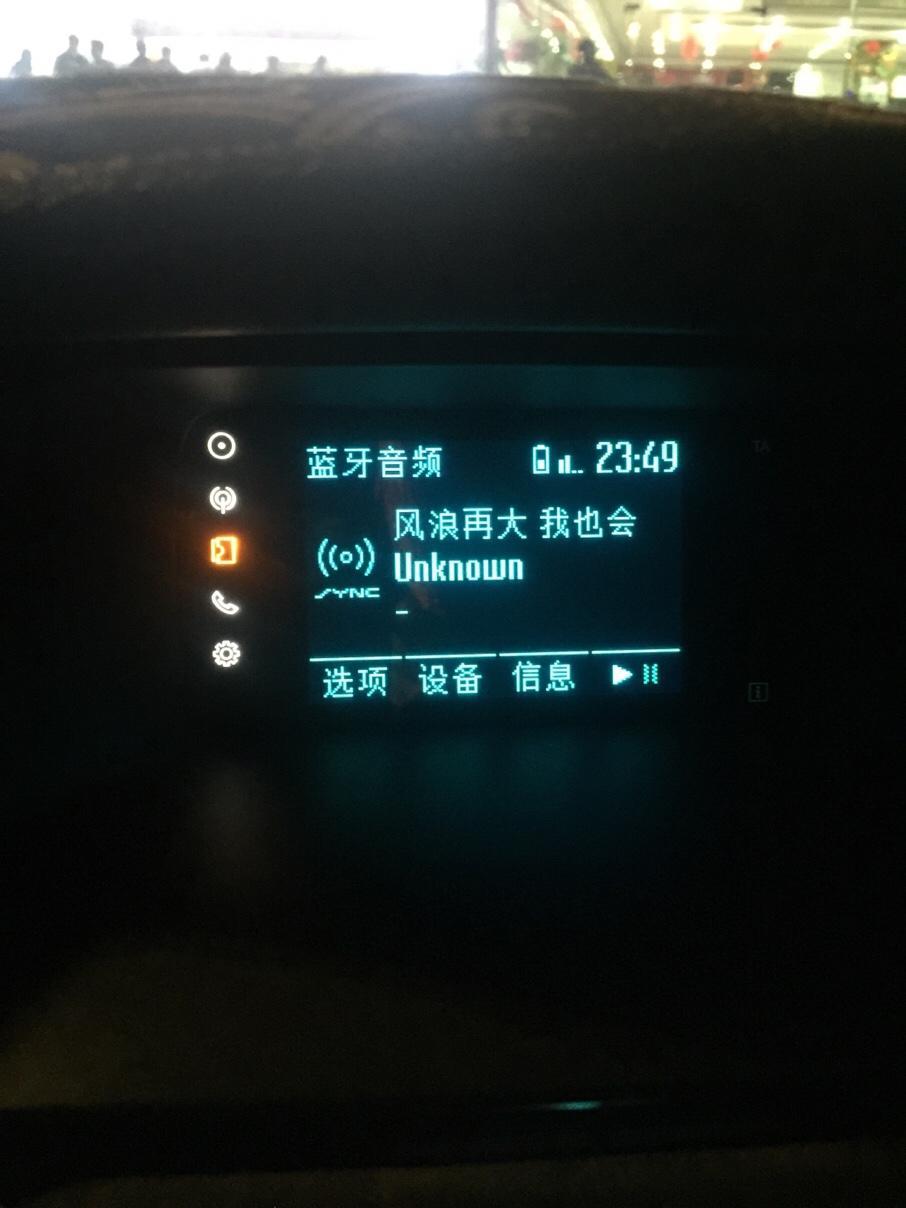 蓝牙音频 23:49
风浪再大 我也会
Unknown
SYNC
-
选项 设备 信息
TA